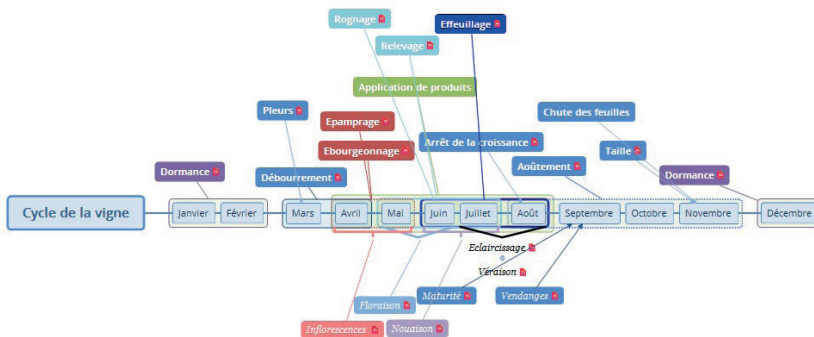 Rognage
Effeuillage
Relevage
Application de produits
Pleurs
Chute des feuilles
Epamprage
Arrêt de la croissance
Taille
Ebourgeonnage
Aoûtement
Dormance
Débourrement
Dormance
Cycle de la vigne
Janvier
Février
Mars
Avril
Mai
Juin
Juillet
Août
Septembre
Octobre
Novembre
Décembre
Eclaircissage
Véraison
Maturité
Vendanges
Floraison
Inflorescences
Nouaison